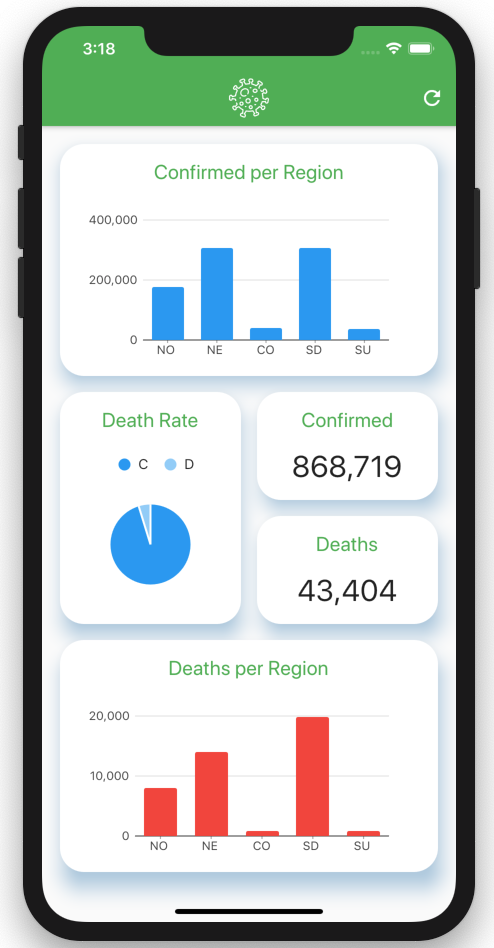 3:18
Confirmed per Region
400,000
200,000
0
NO NE CO SD SU
Death Rate
C D
Confirmed
868,719
Deaths
43,404
Deaths per Region
20,000
10,000
0
NO NE CO SD SU